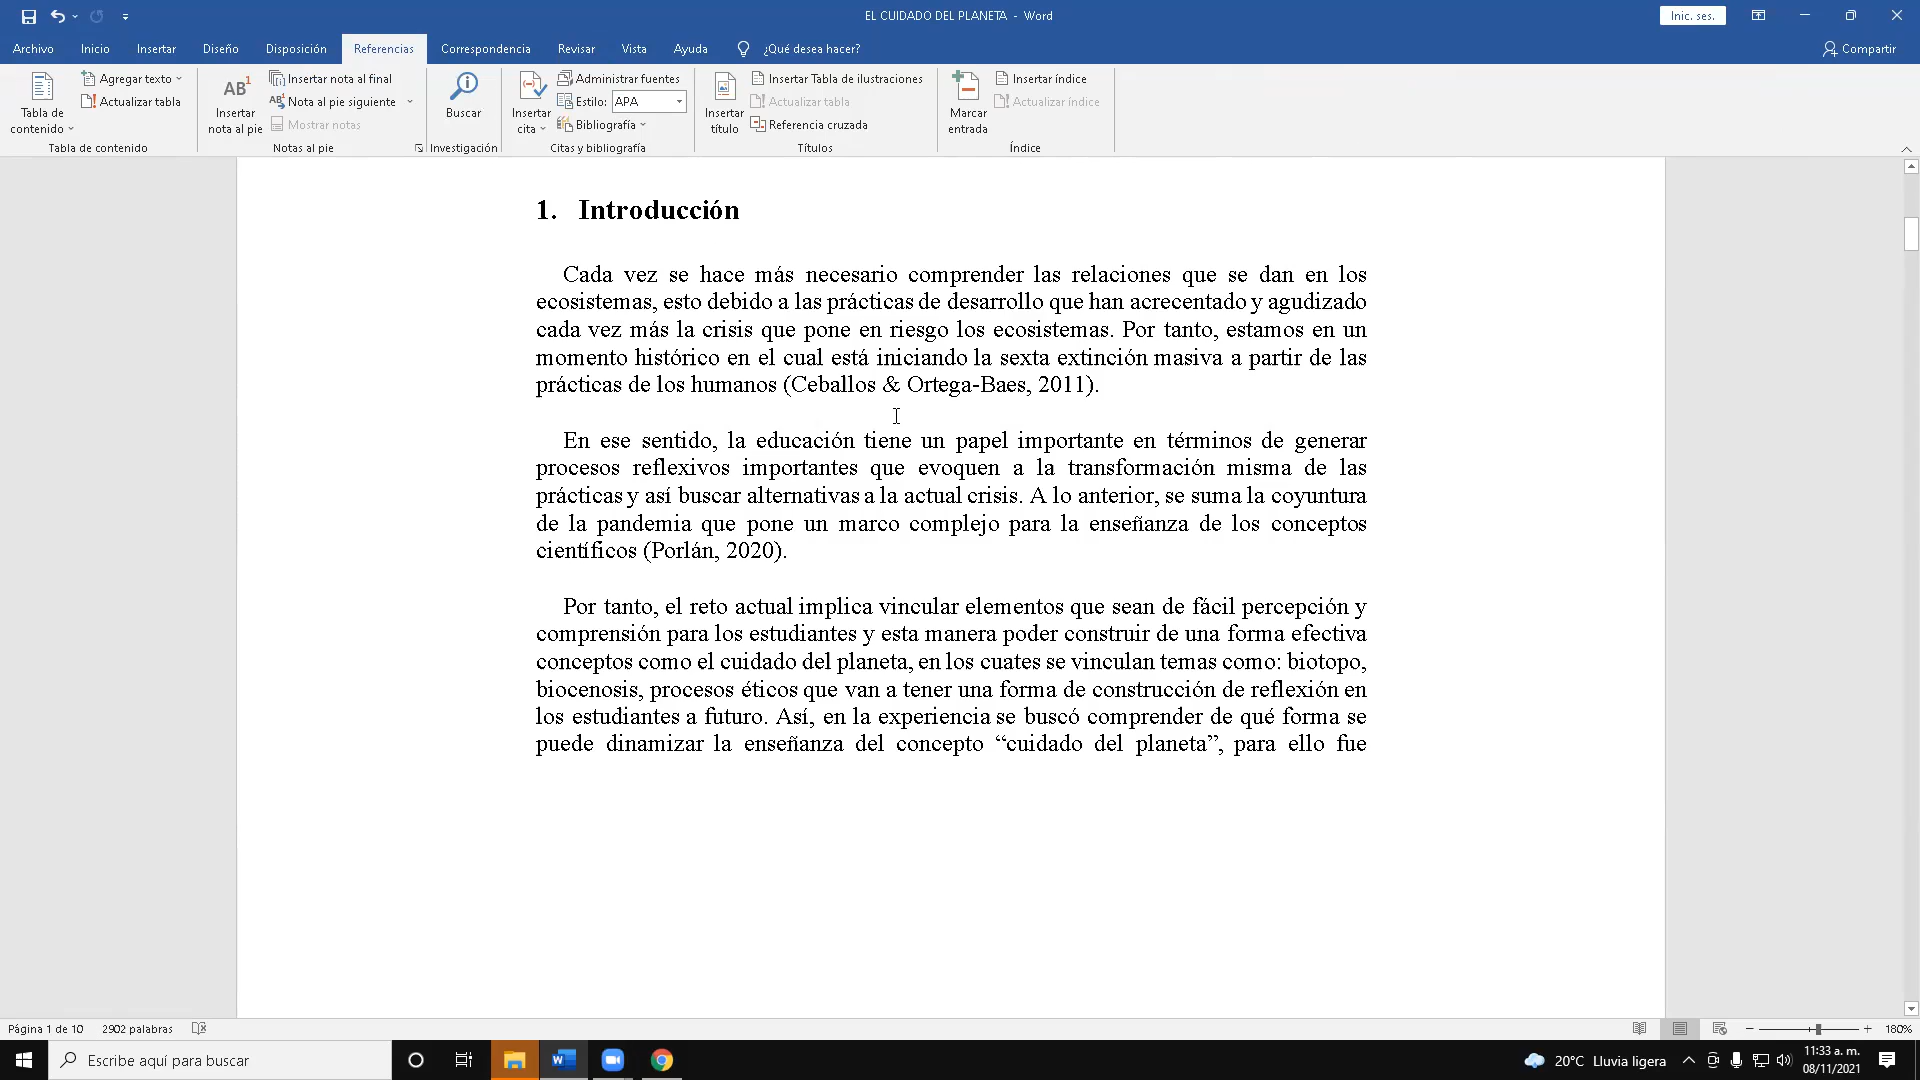 EL CUIDADO DEL PLANETA - Word
Inic. ses.
Archivo Inicio Insertar Diseño Disposición Referencias Correspondencia Revisar Vista Ayuda ¿Qué desea hacer? Compartir
Tabla de contenido
Agregar texto
Actualizar tabla
Tabla de contenido
AB1
Insertar nota al pie
Insertar nota al final
AB1 Nota al pie siguiente
Mostrar notas
Notas al pie
Buscar
Investigación
Insertar cita
Administrar fuentes
Estilo: APA
Bibliografía
Citas y bibliografía
Insertar título
Insertar Tabla de ilustraciones
Actualizar tabla
Referencia cruzada
Títulos
Marcar entrada
Insertar índice
Actualizar índice
Índice
1. Introducción
Cada vez se hace más necesario comprender las relaciones que se dan en los
ecosistemas, esto debido a las prácticas de desarrollo que han acrecentado y agudizado
cada vez más la crisis que pone en riesgo los ecosistemas. Por tanto, estamos en un
momento histórico en el cual está iniciando la sexta extinción masiva a partir de las
prácticas de los humanos (Ceballos & Ortega-Baes, 2011).
En ese sentido, la educación tiene un papel importante en términos de generar
procesos reflexivos importantes que evoquen a la transformación misma de las
prácticas y así buscar alternativas a la actual crisis. A lo anterior, se suma la coyuntura
de la pandemia que pone un marco complejo para la enseñanza de los conceptos
científicos (Porlán, 2020).
Por tanto, el reto actual implica vincular elementos que sean de fácil percepción y
comprensión para los estudiantes y esta manera poder construir de una forma efectiva
conceptos como el cuidado del planeta, en los cuates se vinculan temas como: biotopo,
biocenosis, procesos éticos que van a tener una forma de construcción de reflexión en
los estudiantes a futuro. Así, en la experiencia se buscó comprender de qué forma se
puede dinamizar la enseñanza del concepto “cuidado del planeta”, para ello fue
Página 1 de 10 2902 palabras 180%
Escribe aquí para buscar
20°C Lluvia ligera
11:33 a. m.
08/11/2021